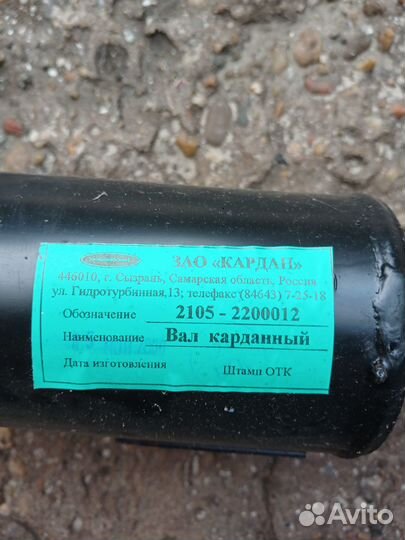 ЗАО «КАРДАН»
446010, г. Сызрань, Самарская область, Россия
ул. Гидротурбинная,13; телефакс (84643) 7-25-18
Обозначение 2105 - 2200012
Наименование Вал карданный
Дата изготовления Штамп ОТК
Avito